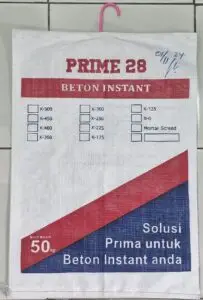 PRIME 28
BETON INSTANT
K-500 K-350 K-125
K-450 K-300 B-0
K-400 K-225 Mortar Screed
K-175
50
Solusi
Prima untuk
Beton Instant anda